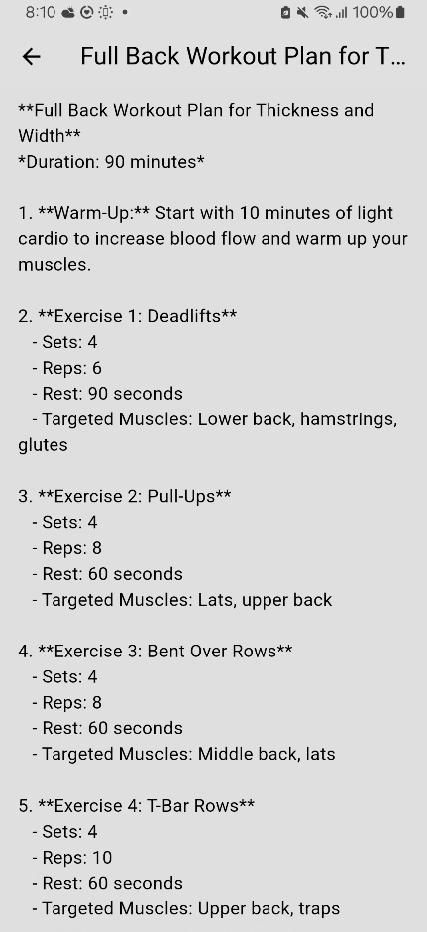 8:10 100%
Full Back Workout Plan for T...
**Full Back Workout Plan for Thickness and
Width**
*Duration: 90 minutes*
1. **Warm-Up:** Start with 10 minutes of light
cardio to increase blood flow and warm up your
muscles.
2. **Exercise 1: Deadlifts**
- Sets: 4
- Reps: 6
- Rest: 90 seconds
- Targeted Muscles: Lower back, hamstrings,
glutes
3. **Exercise 2: Pull-Ups**
- Sets: 4
- Reps: 8
- Rest: 60 seconds
- Targeted Muscles: Lats, upper back
4. **Exercise 3: Bent Over Rows**
- Sets: 4
- Reps: 8
- Rest: 60 seconds
- Targeted Muscles: Middle back, lats
5. **Exercise 4: T-Bar Rows**
- Sets: 4
- Reps: 10
- Rest: 60 seconds
- Targeted Muscles: Upper back, traps